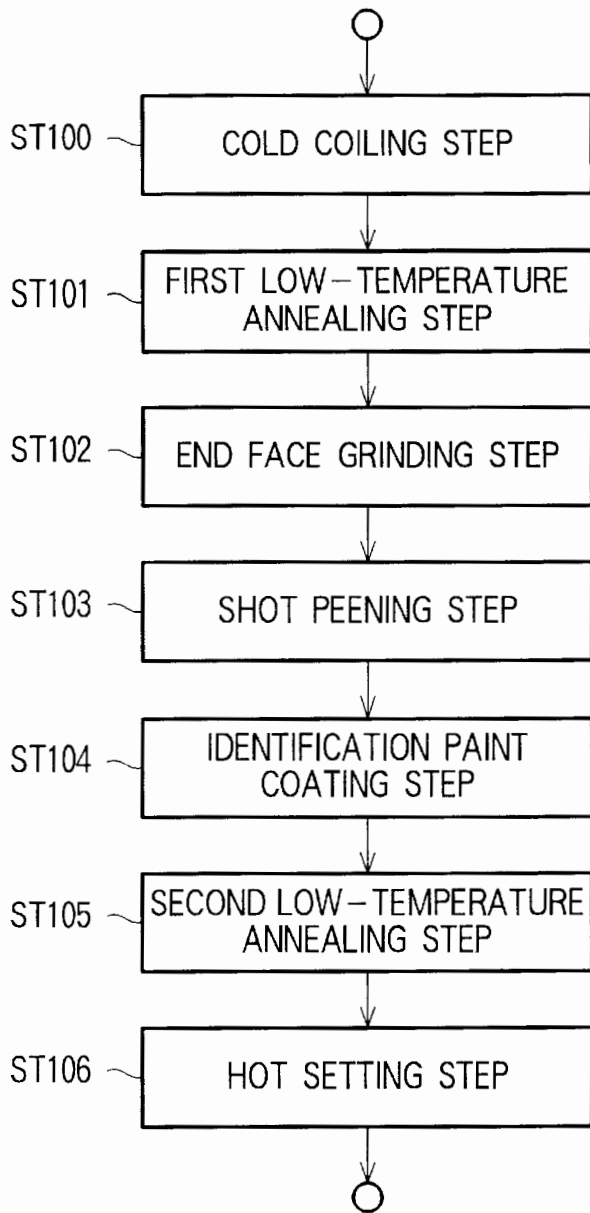 ST100
COLD COILING STEP
ST101
FIRST LOW-TEMPERATURE
ANNEALING STEP
ST102
END FACE GRINDING STEP
ST103
SHOT PEENING STEP
ST104
IDENTIFICATION PAINT
COATING STEP
ST105
SECOND LOW-TEMPERATURE
ANNEALING STEP
ST106
HOT SETTING STEP